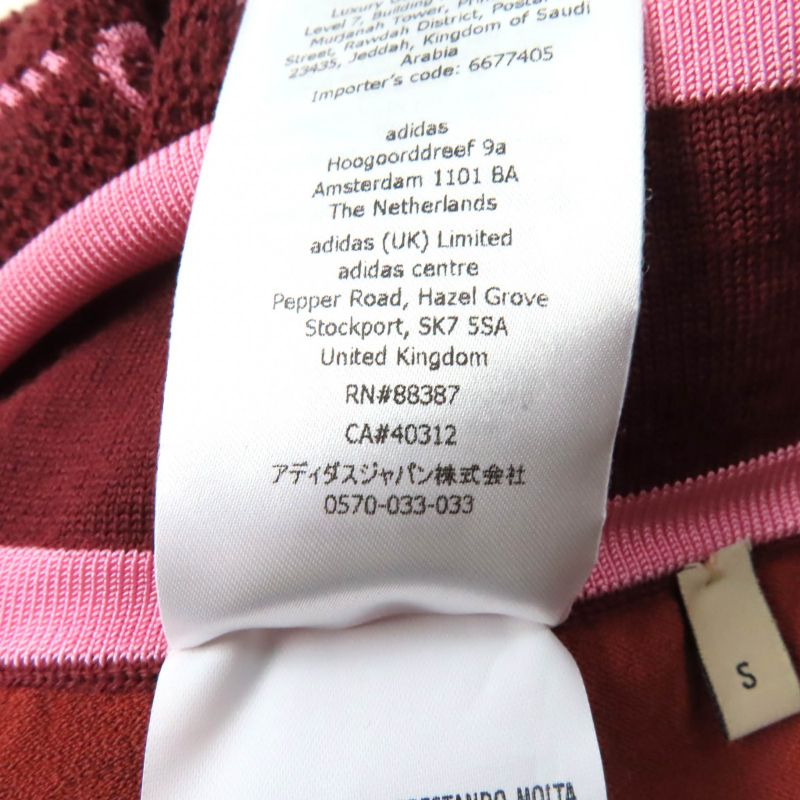 Luxury
Level 7, Building
Murjanah Tower,
Street, Rawdah District,
23435, Jeddah, Kingdom of Saudi
Arabia
Importer's code: 6677405
adidas
Hoogoorddreef 9a
Amsterdam 1101 BA
The Netherlands
adidas (UK) Limited
adidas centre
Pepper Road, Hazel Grove
Stockport, SK7 5SA
United Kingdom
RN#88387
CA#40312
アディダスジャパン株式会社
0570-033-033
S
MOLTA